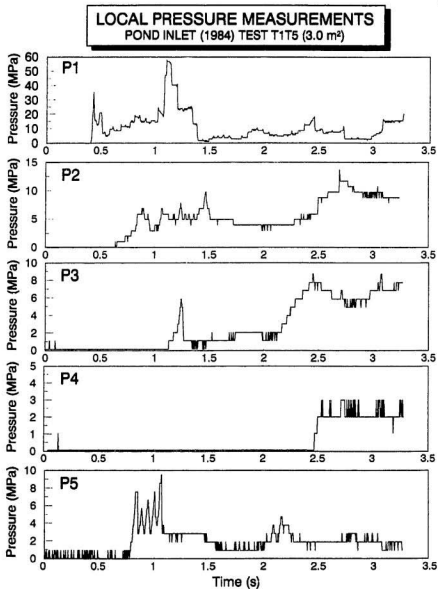 LOCAL PRESSURE MEASUREMENTS
POND INLET (1984) TEST T1T5 (3.0 m²)
Pressure (MPa)
60
50
40
30
20
10
0
P1
0 0.5 1 1.5 2 2.5 3 3.5
Pressure (MPa)
15
10
5
0
P2
0 0.5 1 1.5 2 2.5 3 3.5
Pressure (MPa)
10
8
6
4
2
0
P3
0 0.5 1 1.5 2 2.5 3 3.5
Pressure (MPa)
5
4
3
2
1
0
P4
0 0.5 1 1.5 2 2.5 3 3.5
Pressure (MPa)
10
8
6
4
2
0
P5
0 0.5 1 1.5 2 2.5 3 3.5
Time (s)